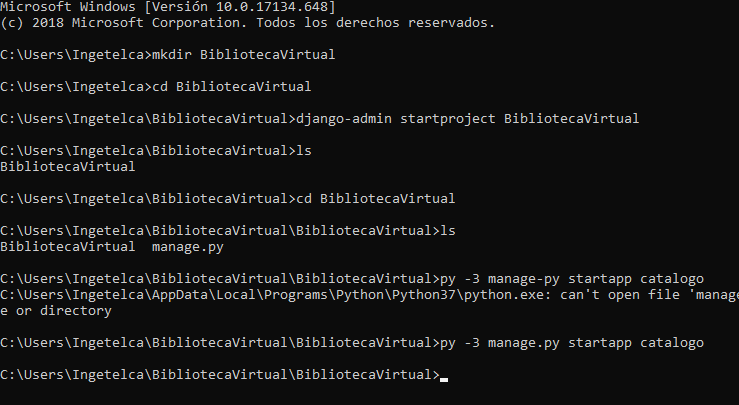 Microsoft Windows [Versión 10.0.17134.648]
(c) 2018 Microsoft Corporation. Todos los derechos reservados.
C:\Users\Ingetelca>mkdir BibliotecaVirtual
C:\Users\Ingetelca>cd BibliotecaVirtual
C:\Users\Ingetelca\BibliotecaVirtual>django-admin startproject BibliotecaVirtual
C:\Users\Ingetelca\BibliotecaVirtual>ls
BibliotecaVirtual
C:\Users\Ingetelca\BibliotecaVirtual>cd BibliotecaVirtual
C:\Users\Ingetelca\BibliotecaVirtual\BibliotecaVirtual>ls
BibliotecaVirtual  manage.py
C:\Users\Ingetelca\BibliotecaVirtual\BibliotecaVirtual>py -3 manage-py startapp catalogo
C:\Users\Ingetelca\AppData\Local\Programs\Python\Python37\python.exe: can't open file 'manag
e or directory
C:\Users\Ingetelca\BibliotecaVirtual\BibliotecaVirtual>py -3 manage.py startapp catalogo
C:\Users\Ingetelca\BibliotecaVirtual\BibliotecaVirtual>